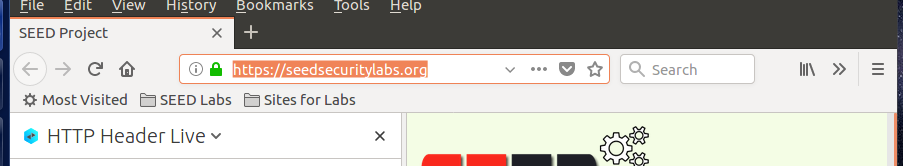 File Edit View History Bookmarks Tools Help
SEED Project
https://seedsecuritylabs.org Search
Most Visited SEED Labs Sites for Labs
HTTP Header Live